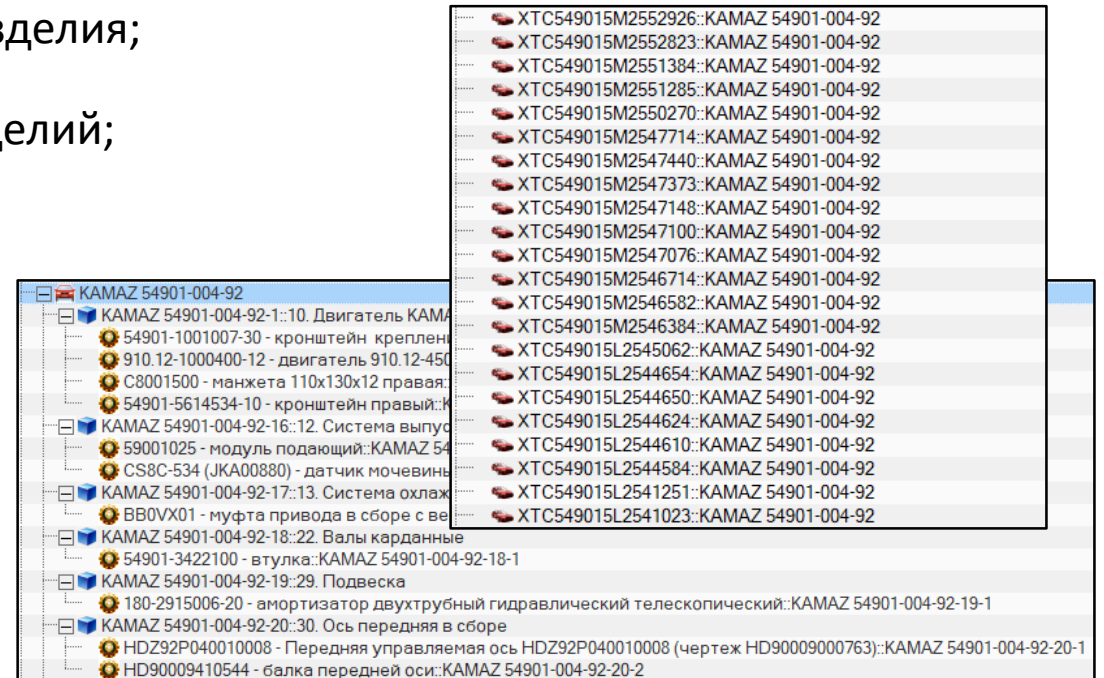 зделия;
делий;
XTC549015M2552926::KAMAZ 54901-004-92
XTC549015M2552823::KAMAZ 54901-004-92
XTC549015M2551384::KAMAZ 54901-004-92
XTC549015M2551285::KAMAZ 54901-004-92
XTC549015M2550270::KAMAZ 54901-004-92
XTC549015M2547714::KAMAZ 54901-004-92
XTC549015M2547440::KAMAZ 54901-004-92
XTC549015M2547373::KAMAZ 54901-004-92
XTC549015M2547148::KAMAZ 54901-004-92
XTC549015M2547100::KAMAZ 54901-004-92
XTC549015M2547076::KAMAZ 54901-004-92
XTC549015M2546714::KAMAZ 54901-004-92
XTC549015M2546582::KAMAZ 54901-004-92
XTC549015M2546384::KAMAZ 54901-004-92
XTC549015L2545062::KAMAZ 54901-004-92
XTC549015L2544654::KAMAZ 54901-004-92
XTC549015L2544650::KAMAZ 54901-004-92
XTC549015L2544624::KAMAZ 54901-004-92
XTC549015L2544610::KAMAZ 54901-004-92
XTC549015L2544584::KAMAZ 54901-004-92
XTC549015L2541251::KAMAZ 54901-004-92
XTC549015L2541023::KAMAZ 54901-004-92
KAMAZ 54901-004-92
KAMAZ 54901-004-92-1::10. Двигатель КАМА
54901-1001007-30 - кронштейн креплени
910.12-1000400-12 - двигатель 910.12-450
C8001500 - манжета 110x130x12 правая:
54901-5614534-10 - кронштейн правый::K
KAMAZ 54901-004-92-16::12. Система выпус
59001025 - модуль подающий::KAMAZ 54
CS8C-534 (JKA00880) - датчик мочевины
KAMAZ 54901-004-92-17::13. Система охлаж
BB0VX01 - муфта привода в сборе с ве
KAMAZ 54901-004-92-18::22. Валы карданные
54901-3422100 - втулка::KAMAZ 54901-004-92-18-1
KAMAZ 54901-004-92-19::29. Подвеска
180-2915006-20 - амортизатор двухтрубный гидравлический телескопический::KAMAZ 54901-004-92-19-1
KAMAZ 54901-004-92-20::30. Ось передняя в сборе
HDZ92P040010008 - Передняя управляемая ось HDZ92P040010008 (чертеж HD90009000763)::KAMAZ 54901-004-92-20-1
HD90009410544 - балка передней оси::KAMAZ 54901-004-92-20-2